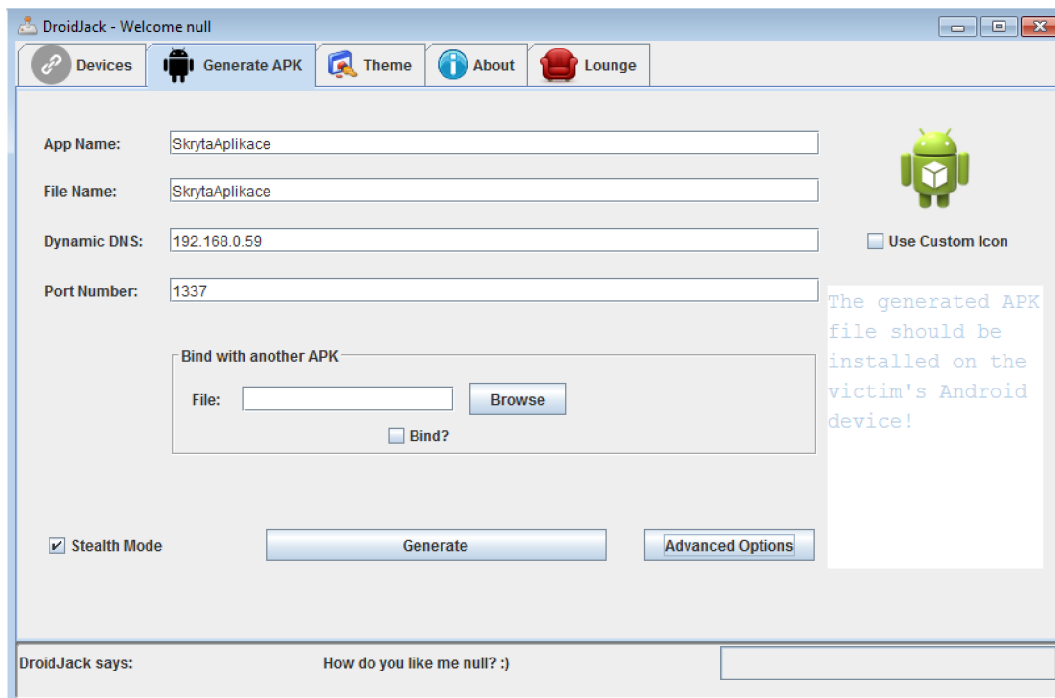 DroidJack - Welcome null
Devices
Generate APK
Theme
About
Lounge
App Name:
SkrytaAplikace
File Name:
SkrytaAplikace
Dynamic DNS:
192.168.0.59
Use Custom Icon
Port Number:
1337
The generated APK
file should be
installed on the
victim's Android
device!
Bind with another APK
File:
Browse
Bind?
Stealth Mode
Generate
Advanced Options
DroidJack says:
How do you like me null? :)